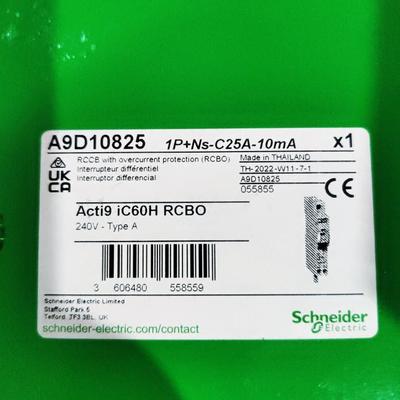 A9D10825 1P+Ns-C25A-10mA x1
RCCB with overcurrent protection (RCBO)
Interrupteur différentiel
Interruptor differencial
Made in THAILAND
TH-2022-W11-7-1
A9D10825
055855
UK
CA
Acti9 iC60H RCBO
240V - Type A
3 606480 558559
Schneider Electric Limited
Stafford Park 5
Telford. TF3 3BL, UK
schneider-electric.com/contact
Schneider
Electric